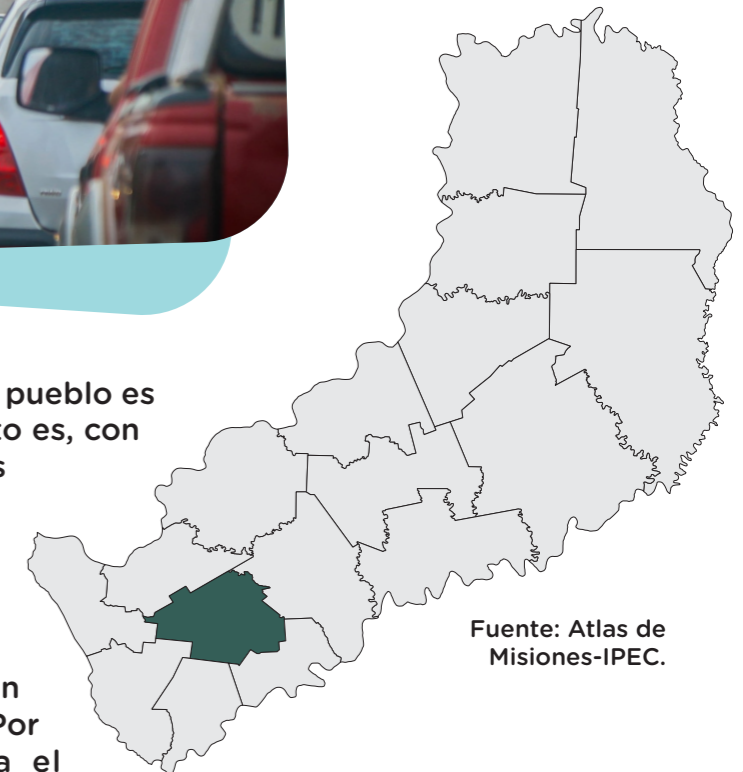 pueblo es
to es, con
s
Fuente: Atlas de
Misiones-IPEC.
n
Por
a el